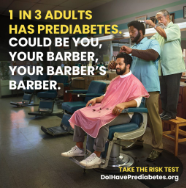 1 IN 3 ADULTS
HAS PREDIABETES.
COULD BE YOU,
YOUR BARBER,
YOUR BARBER'S
BARBER.
TAKE THE RISK TEST
DoIHavePrediabetes.org